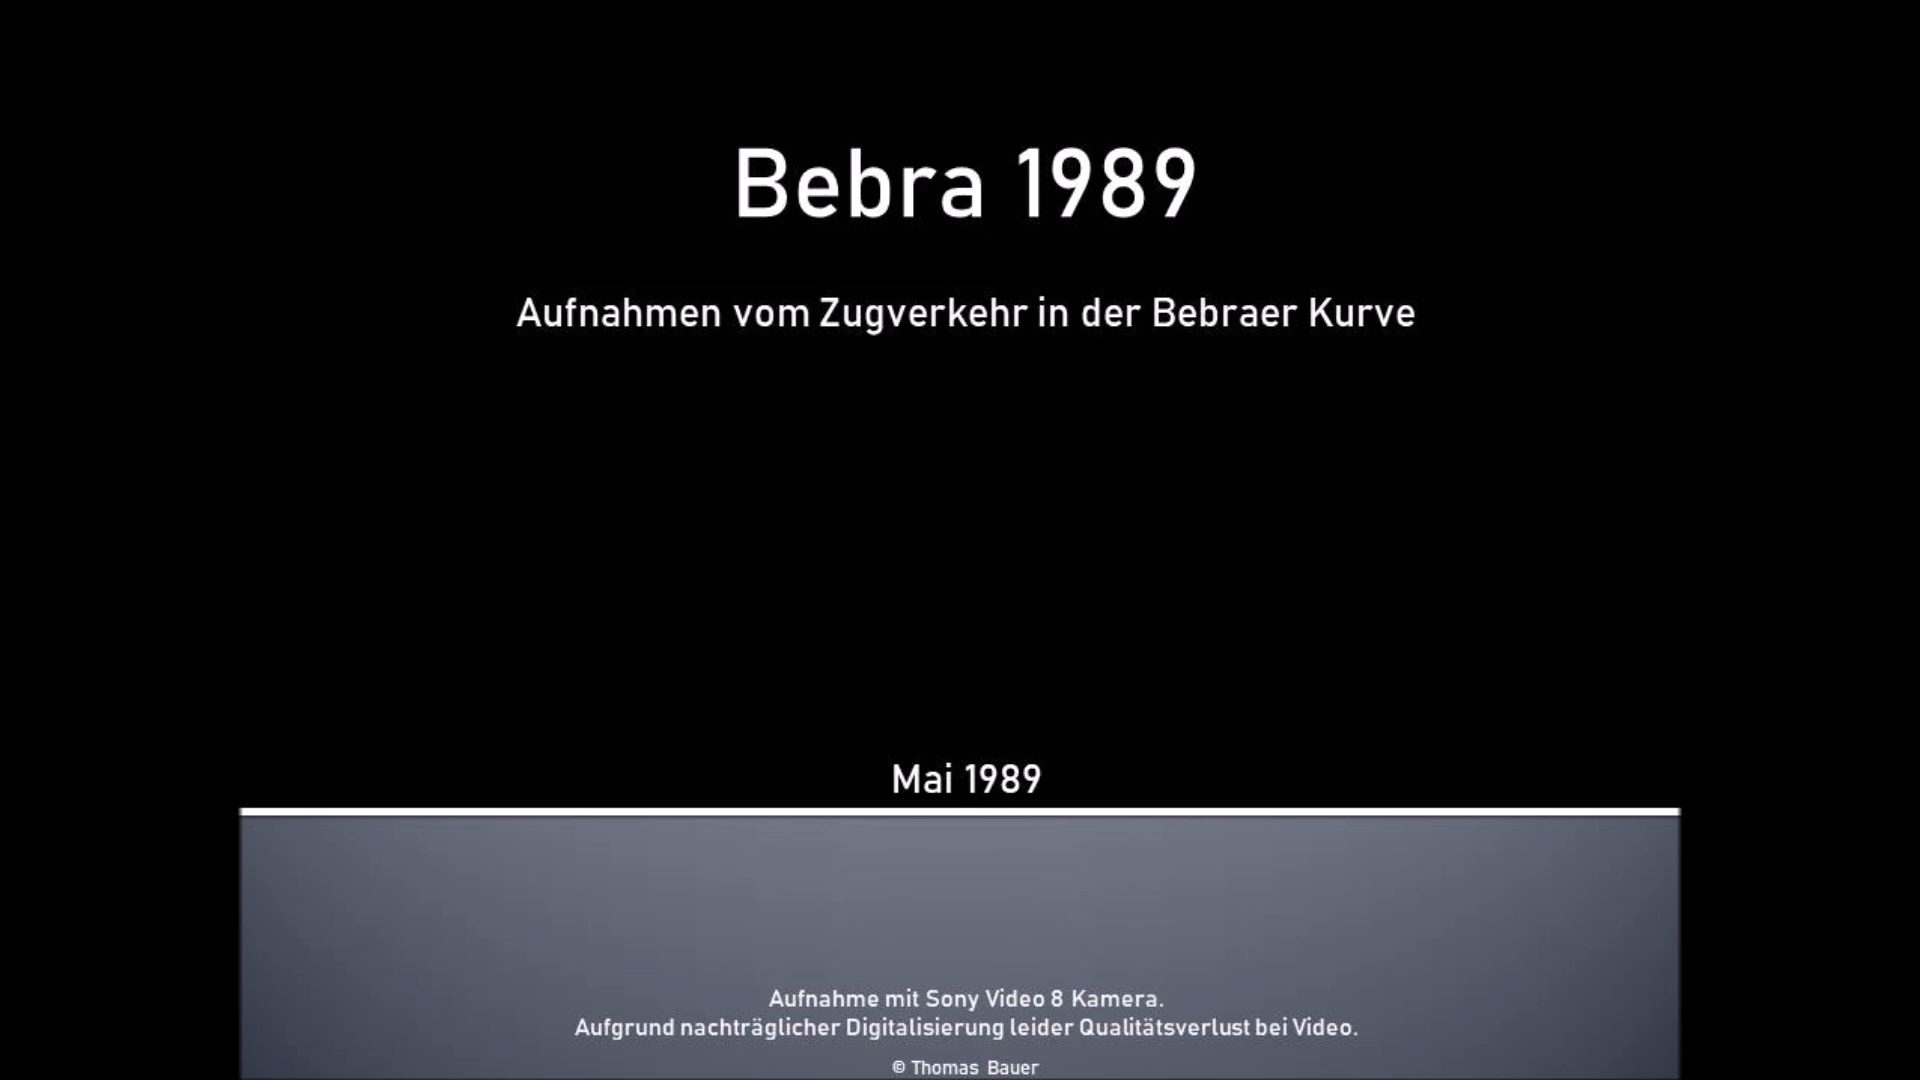 Bebra 1989
Aufnahmen vom Zugverkehr in der Bebraer Kurve
Mai 1989
Aufnahme mit Sony Video 8 Kamera.
Aufgrund nachträglicher Digitalisierung leider Qualitätsverlust bei Video.
© Thomas Bauer